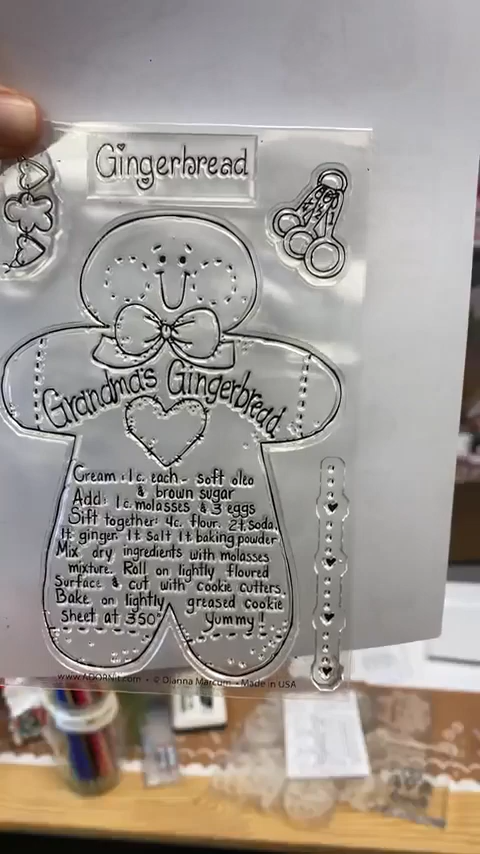 Gingerbread
Grandma's Gingerbread
Cream : 1c. each - soft oleo
& brown sugar
Add: 1c. molasses & 3 eggs
Sift together: 4c. flour. 2t. soda,
1t ginger 1t salt 1t baking powder
Mix dry ingredients with molasses
mixture. Roll on lightly floured
Surface & cut with cookie cutters.
Bake on lightly greased cookie
Sheet at 350° Yummy!
www.ADORNit.com • © Dianna Marcum • Made in USA